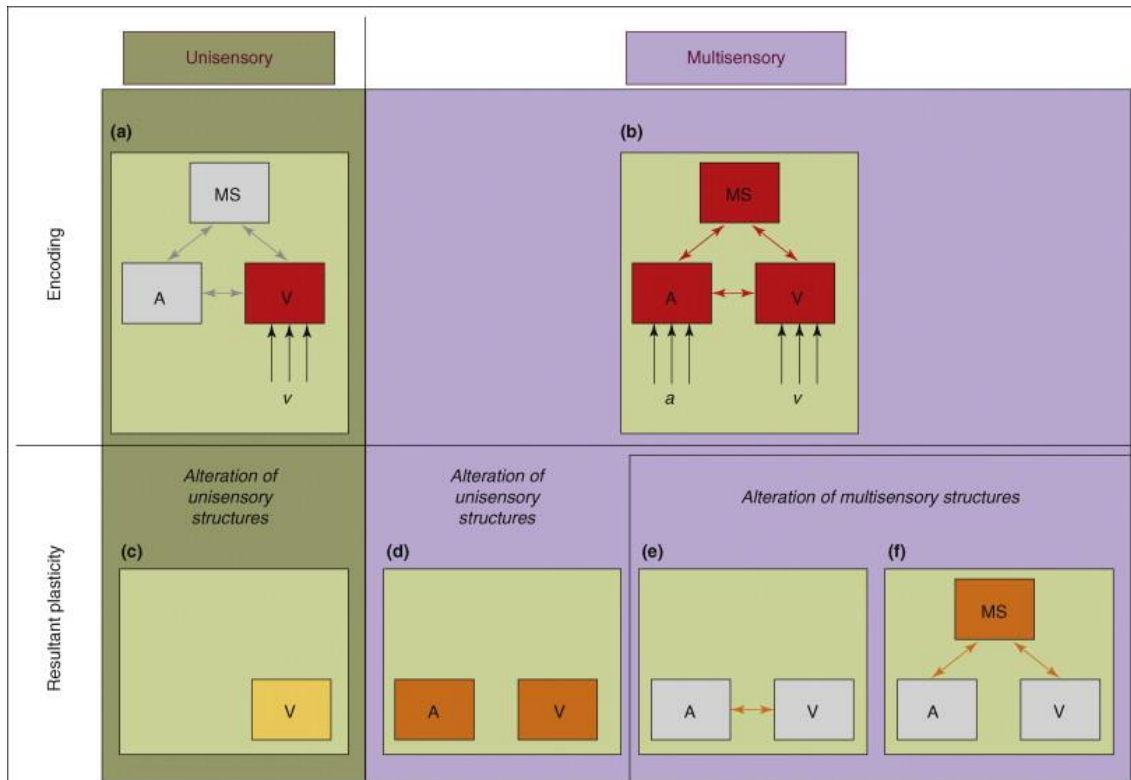 Unisensory
Multisensory
Encoding
(a)
MS
A
V
v
(b)
MS
A
V
a
v
Resultant plasticity
Alteration of
unisensory
structures
Alteration of
unisensory
structures
Alteration of multisensory structures
(c)
V
(d)
A
V
(e)
A
V
(f)
MS
A
V